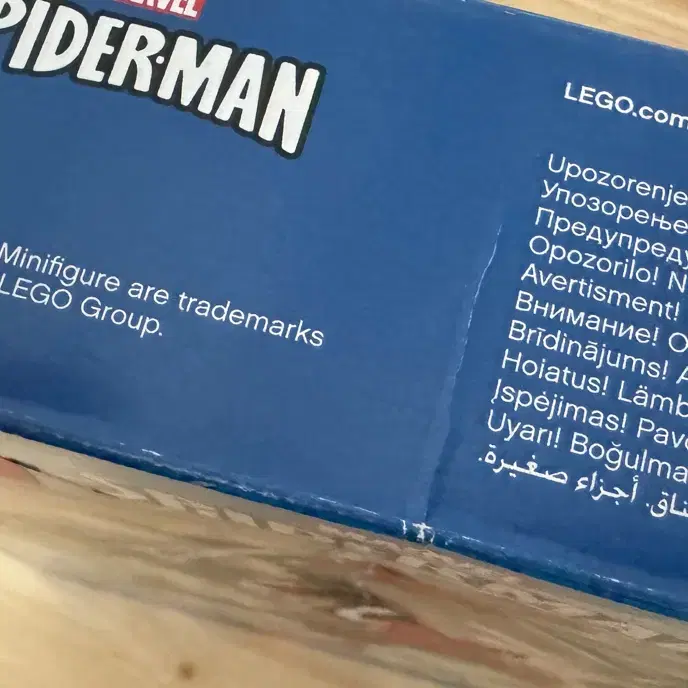 MARVEL
SPIDER-MAN
Minifigure are trademarks
LEGO Group.
LEGO.com
Upozorenje
Упозорење
Opozorilo! N
Avertisment!
Внимание! О
Brīdinājums! A
Hoiatus! Lämb
Įspėjimas! Pav
Uyarı! Boğulma
أجزاء صغيرة.